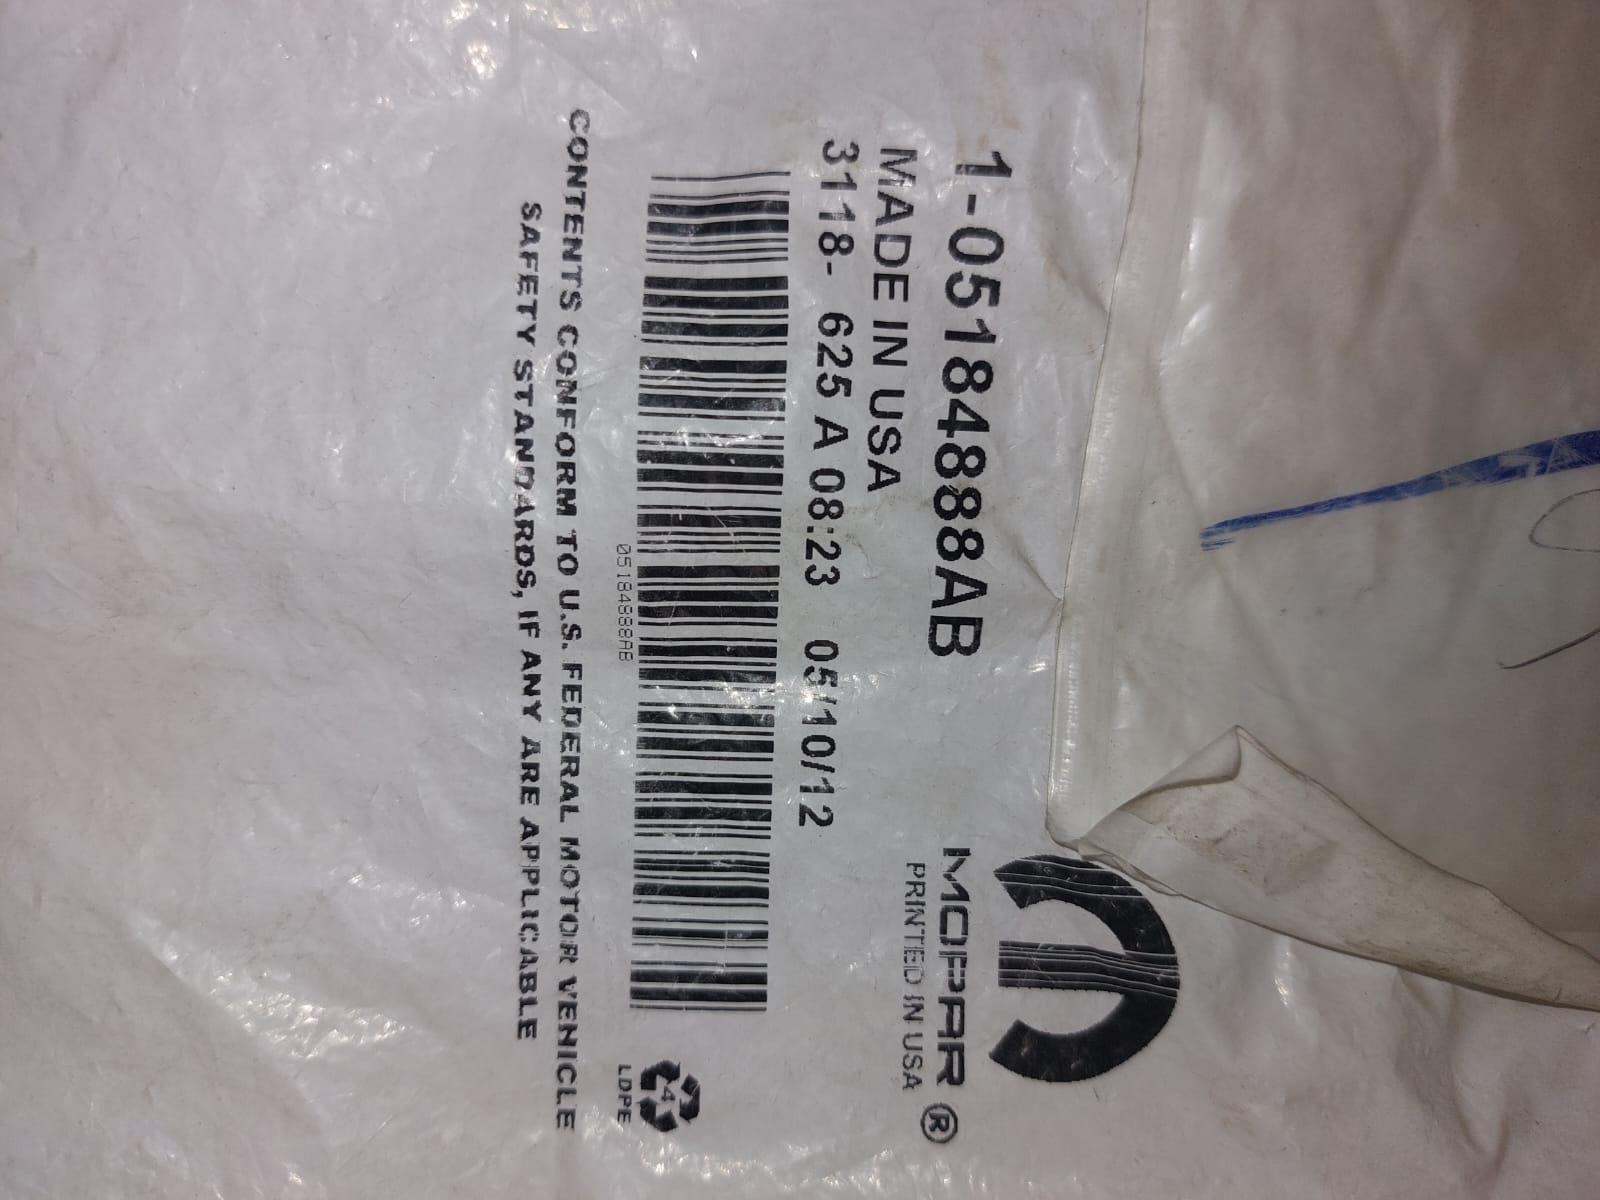 1-05184888AB
MADE IN USA
3118- 625 A 08:23 05/10/12
05184888AB
CONTENTS CONFORM TO U.S. FEDERAL MOTOR VEHICLE
SAFETY STANDARDS, IF ANY ARE APPLICABLE
MOPAR ®
PRINTED IN USA
4
LDPE